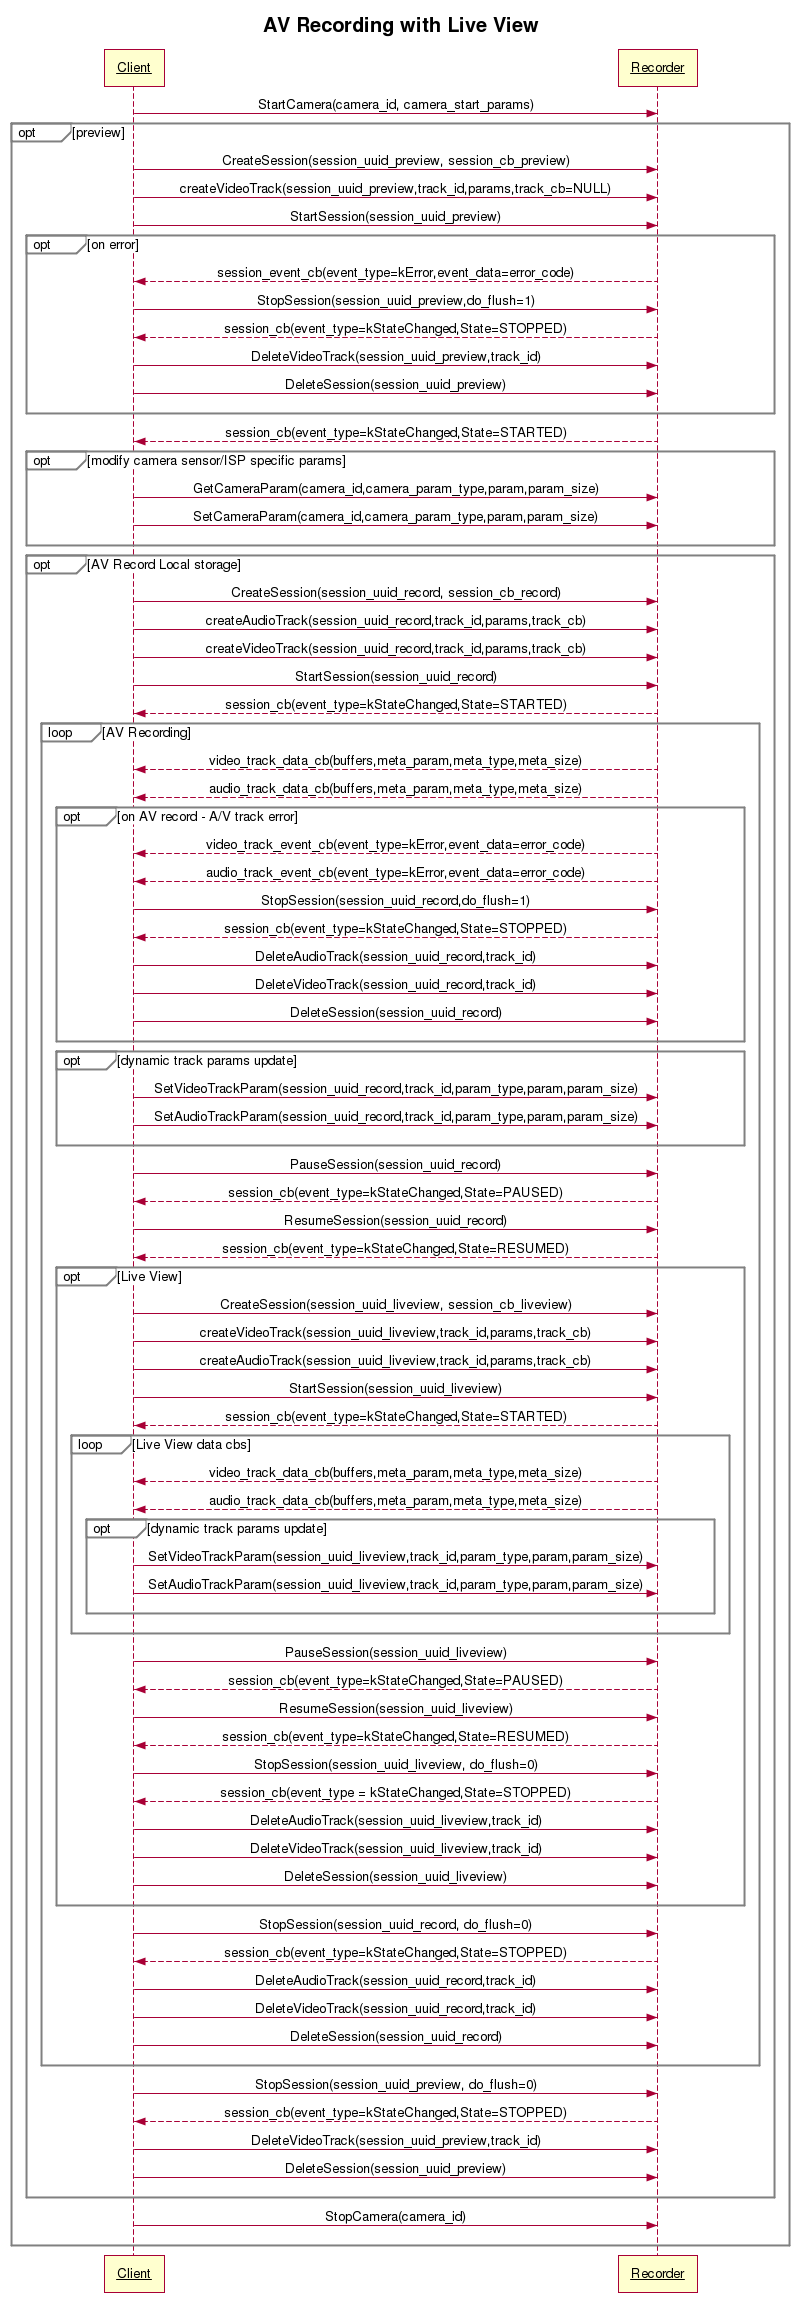 AV Recording with Live View
Client Recorder
StartCamera(camera_id, camera_start_params)
opt [preview]
CreateSession(session_uuid_preview, session_cb_preview)
createVideoTrack(session_uuid_preview,track_id,params,track_cb=NULL)
StartSession(session_uuid_preview)
opt [on error]
session_event_cb(event_type=kError,event_data=error_code)
StopSession(session_uuid_preview,do_flush=1)
session_cb(event_type=kStateChanged,State=STOPPED)
DeleteVideoTrack(session_uuid_preview,track_id)
DeleteSession(session_uuid_preview)
session_cb(event_type=kStateChanged,State=STARTED)
opt [modify camera sensor/ISP specific params]
GetCameraParam(camera_id,camera_param_type,param,param_size)
SetCameraParam(camera_id,camera_param_type,param,param_size)
opt [AV Record Local storage]
CreateSession(session_uuid_record, session_cb_record)
createAudioTrack(session_uuid_record,track_id,params,track_cb)
createVideoTrack(session_uuid_record,track_id,params,track_cb)
StartSession(session_uuid_record)
session_cb(event_type=kStateChanged,State=STARTED)
loop [AV Recording]
video_track_data_cb(buffers,meta_param,meta_type,meta_size)
audio_track_data_cb(buffers,meta_param,meta_type,meta_size)
opt [on AV record - A/V track error]
video_track_event_cb(event_type=kError,event_data=error_code)
audio_track_event_cb(event_type=kError,event_data=error_code)
StopSession(session_uuid_record,do_flush=1)
session_cb(event_type=kStateChanged,State=STOPPED)
DeleteAudioTrack(session_uuid_record,track_id)
DeleteVideoTrack(session_uuid_record,track_id)
DeleteSession(session_uuid_record)
opt [dynamic track params update]
SetVideoTrackParam(session_uuid_record,track_id,param_type,param,param_size)
SetAudioTrackParam(session_uuid_record,track_id,param_type,param,param_size)
PauseSession(session_uuid_record)
session_cb(event_type=kStateChanged,State=PAUSED)
ResumeSession(session_uuid_record)
session_cb(event_type=kStateChanged,State=RESUMED)
opt [Live View]
CreateSession(session_uuid_liveview, session_cb_liveview)
createVideoTrack(session_uuid_liveview,track_id,params,track_cb)
createAudioTrack(session_uuid_liveview,track_id,params,track_cb)
StartSession(session_uuid_liveview)
session_cb(event_type=kStateChanged,State=STARTED)
loop [Live View data cbs]
video_track_data_cb(buffers,meta_param,meta_type,meta_size)
audio_track_data_cb(buffers,meta_param,meta_type,meta_size)
opt [dynamic track params update]
SetVideoTrackParam(session_uuid_liveview,track_id,param_type,param,param_size)
SetAudioTrackParam(session_uuid_liveview,track_id,param_type,param,param_size)
PauseSession(session_uuid_liveview)
session_cb(event_type=kStateChanged,State=PAUSED)
ResumeSession(session_uuid_liveview)
session_cb(event_type=kStateChanged,State=RESUMED)
StopSession(session_uuid_liveview, do_flush=0)
session_cb(event_type = kStateChanged,State=STOPPED)
DeleteAudioTrack(session_uuid_liveview,track_id)
DeleteVideoTrack(session_uuid_liveview,track_id)
DeleteSession(session_uuid_liveview)
StopSession(session_uuid_record, do_flush=0)
session_cb(event_type=kStateChanged,State=STOPPED)
DeleteAudioTrack(session_uuid_record,track_id)
DeleteVideoTrack(session_uuid_record,track_id)
DeleteSession(session_uuid_record)
StopSession(session_uuid_preview, do_flush=0)
session_cb(event_type=kStateChanged,State=STOPPED)
DeleteVideoTrack(session_uuid_preview,track_id)
DeleteSession(session_uuid_preview)
StopCamera(camera_id)
Client Recorder